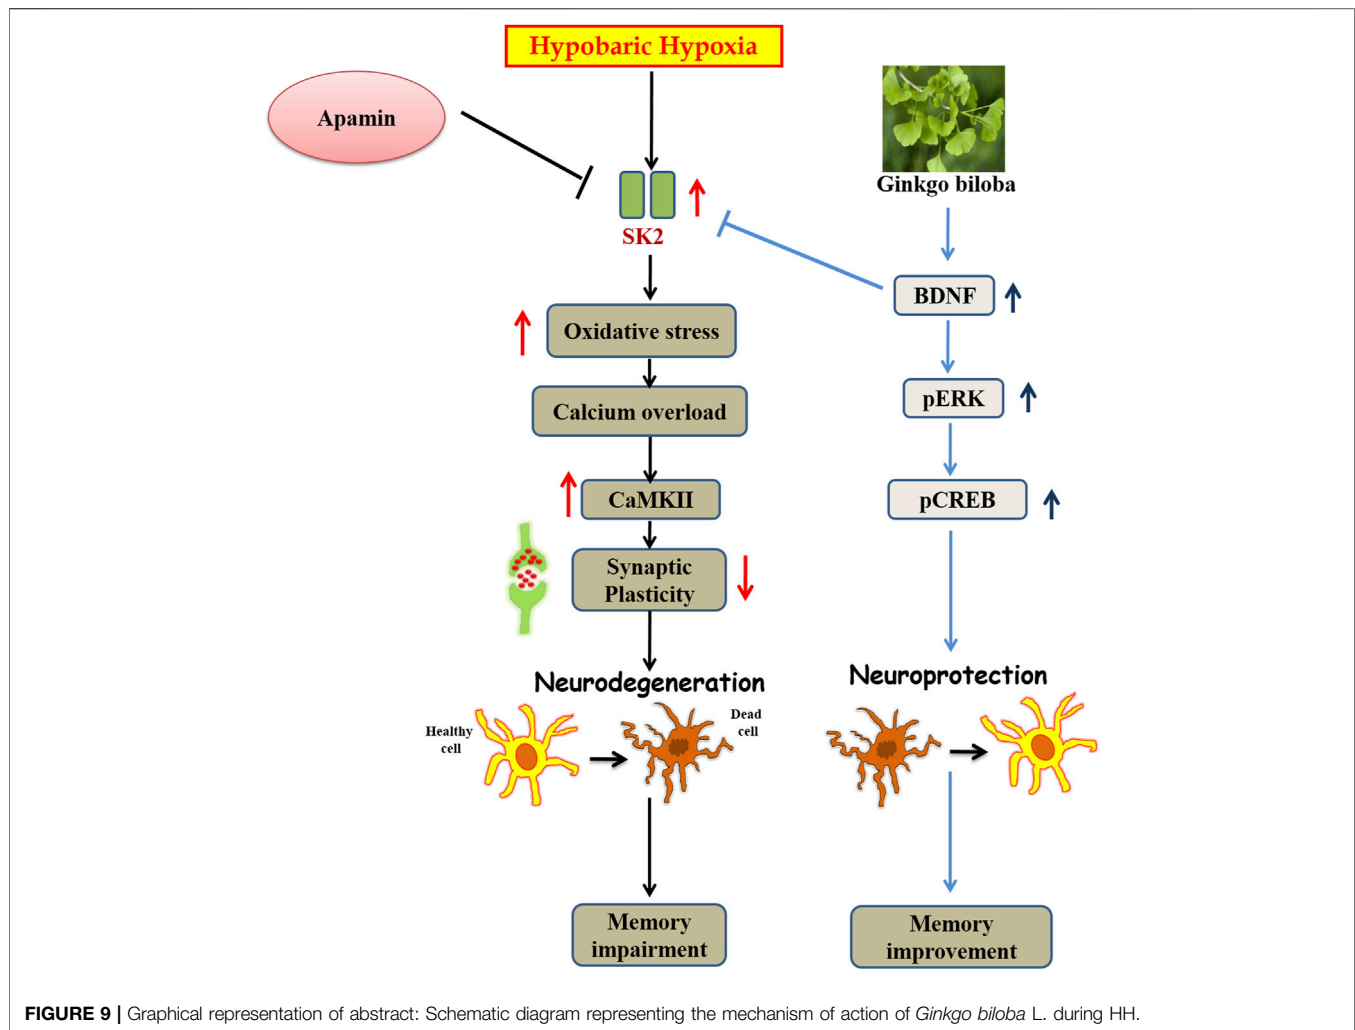 Hypobaric Hypoxia
Apamin
Ginkgo biloba
SK2
BDNF
Oxidative stress
pERK
Calcium overload
CaMKII
pCREB
Synaptic
Plasticity
Neurodegeneration
Neuroprotection
Healthy
cell
Dead
cell
Memory
impairment
Memory
improvement
FIGURE 9 | Graphical representation of abstract: Schematic diagram representing the mechanism of action of Ginkgo biloba L. during HH.